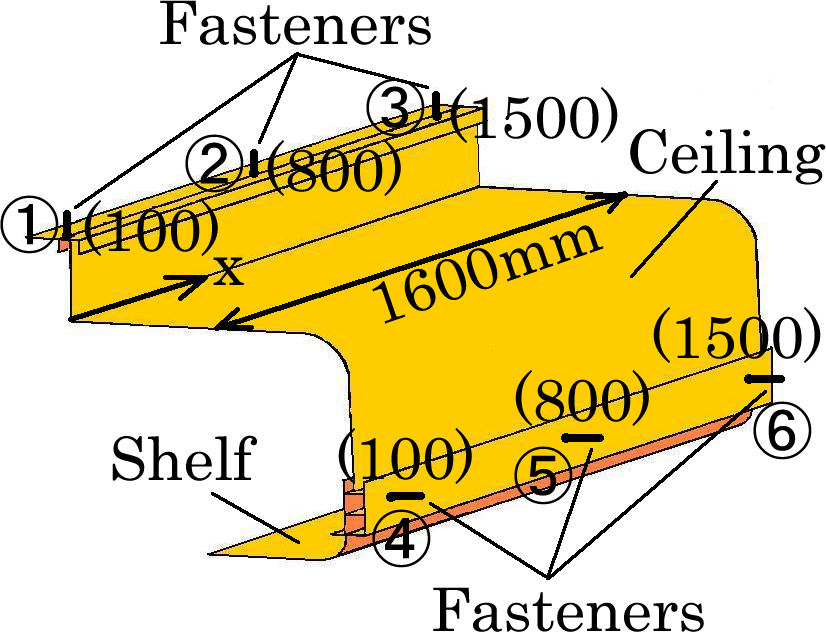 Fasteners
③(1500)
Ceiling
②(800)
①(100)
x
1600mm
(1500)
(800)
⑥
Shelf
(100)
⑤
④
Fasteners